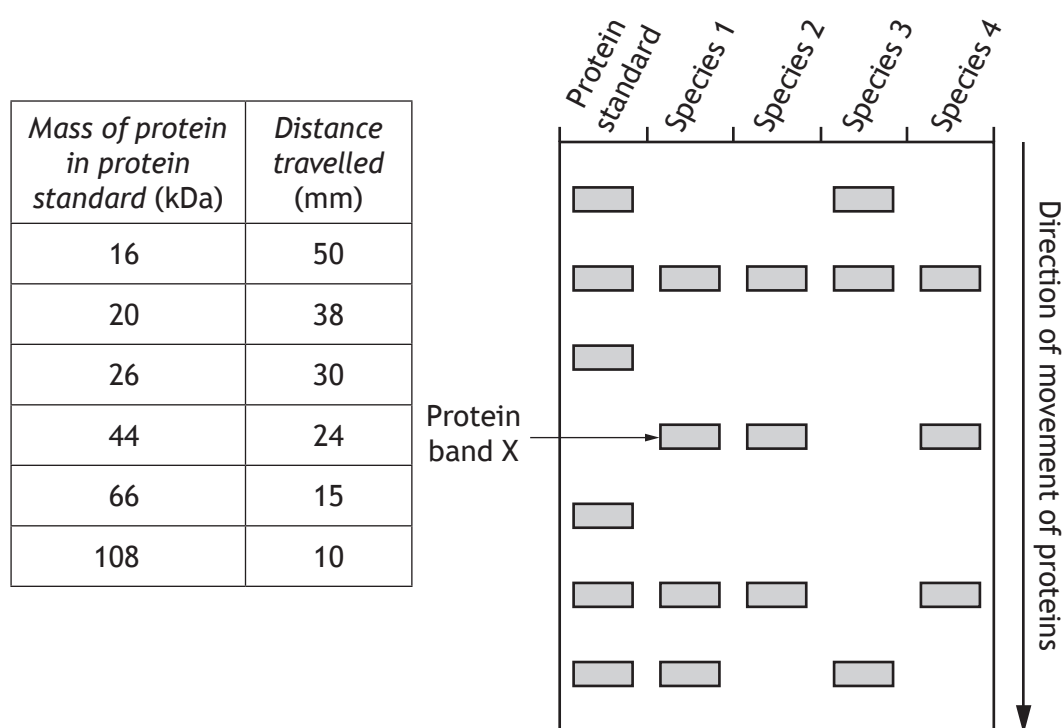 Mass of protein
in protein
standard (kDa)
Distance
travelled
(mm)
16 50
20 38
26 30
44 24
66 15
108 10
Protein
standard
Species 1
Species 2
Species 3
Species 4
Protein
band X
Direction of movement of proteins